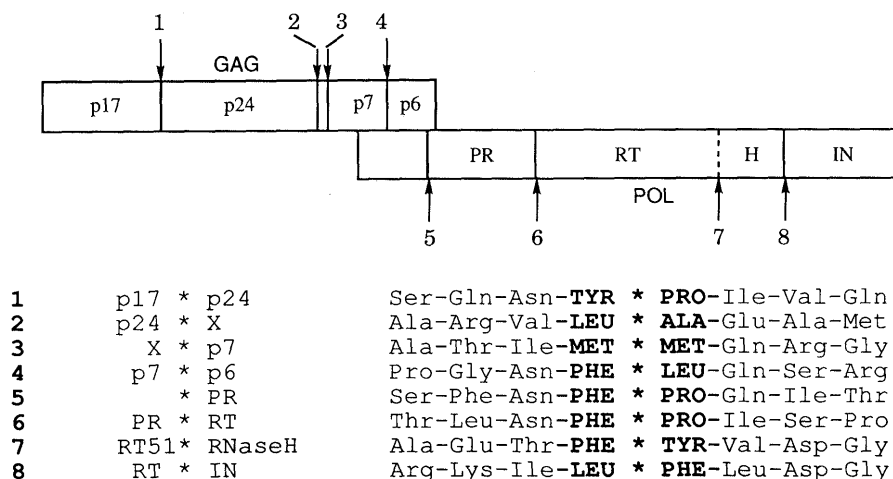 1 2 3 4
GAG
p17 p24 p7 p6
PR RT H IN
POL
5 6 7 8
1 p17 * p24 Ser-Gln-Asn-TYR * PRO-Ile-Val-Gln
2 p24 * X Ala-Arg-Val-LEU * ALA-Glu-Ala-Met
3 X * p7 Ala-Thr-Ile-MET * MET-Gln-Arg-Gly
4 p7 * p6 Pro-Gly-Asn-PHE * LEU-Gln-Ser-Arg
5 * PR Ser-Phe-Asn-PHE * PRO-Gln-Ile-Thr
6 PR * RT Thr-Leu-Asn-PHE * PRO-Ile-Ser-Pro
7 RT51* RNaseH Ala-Glu-Thr-PHE * TYR-Val-Asp-Gly
8 RT * IN Arg-Lys-Ile-LEU * PHE-Leu-Asp-Gly